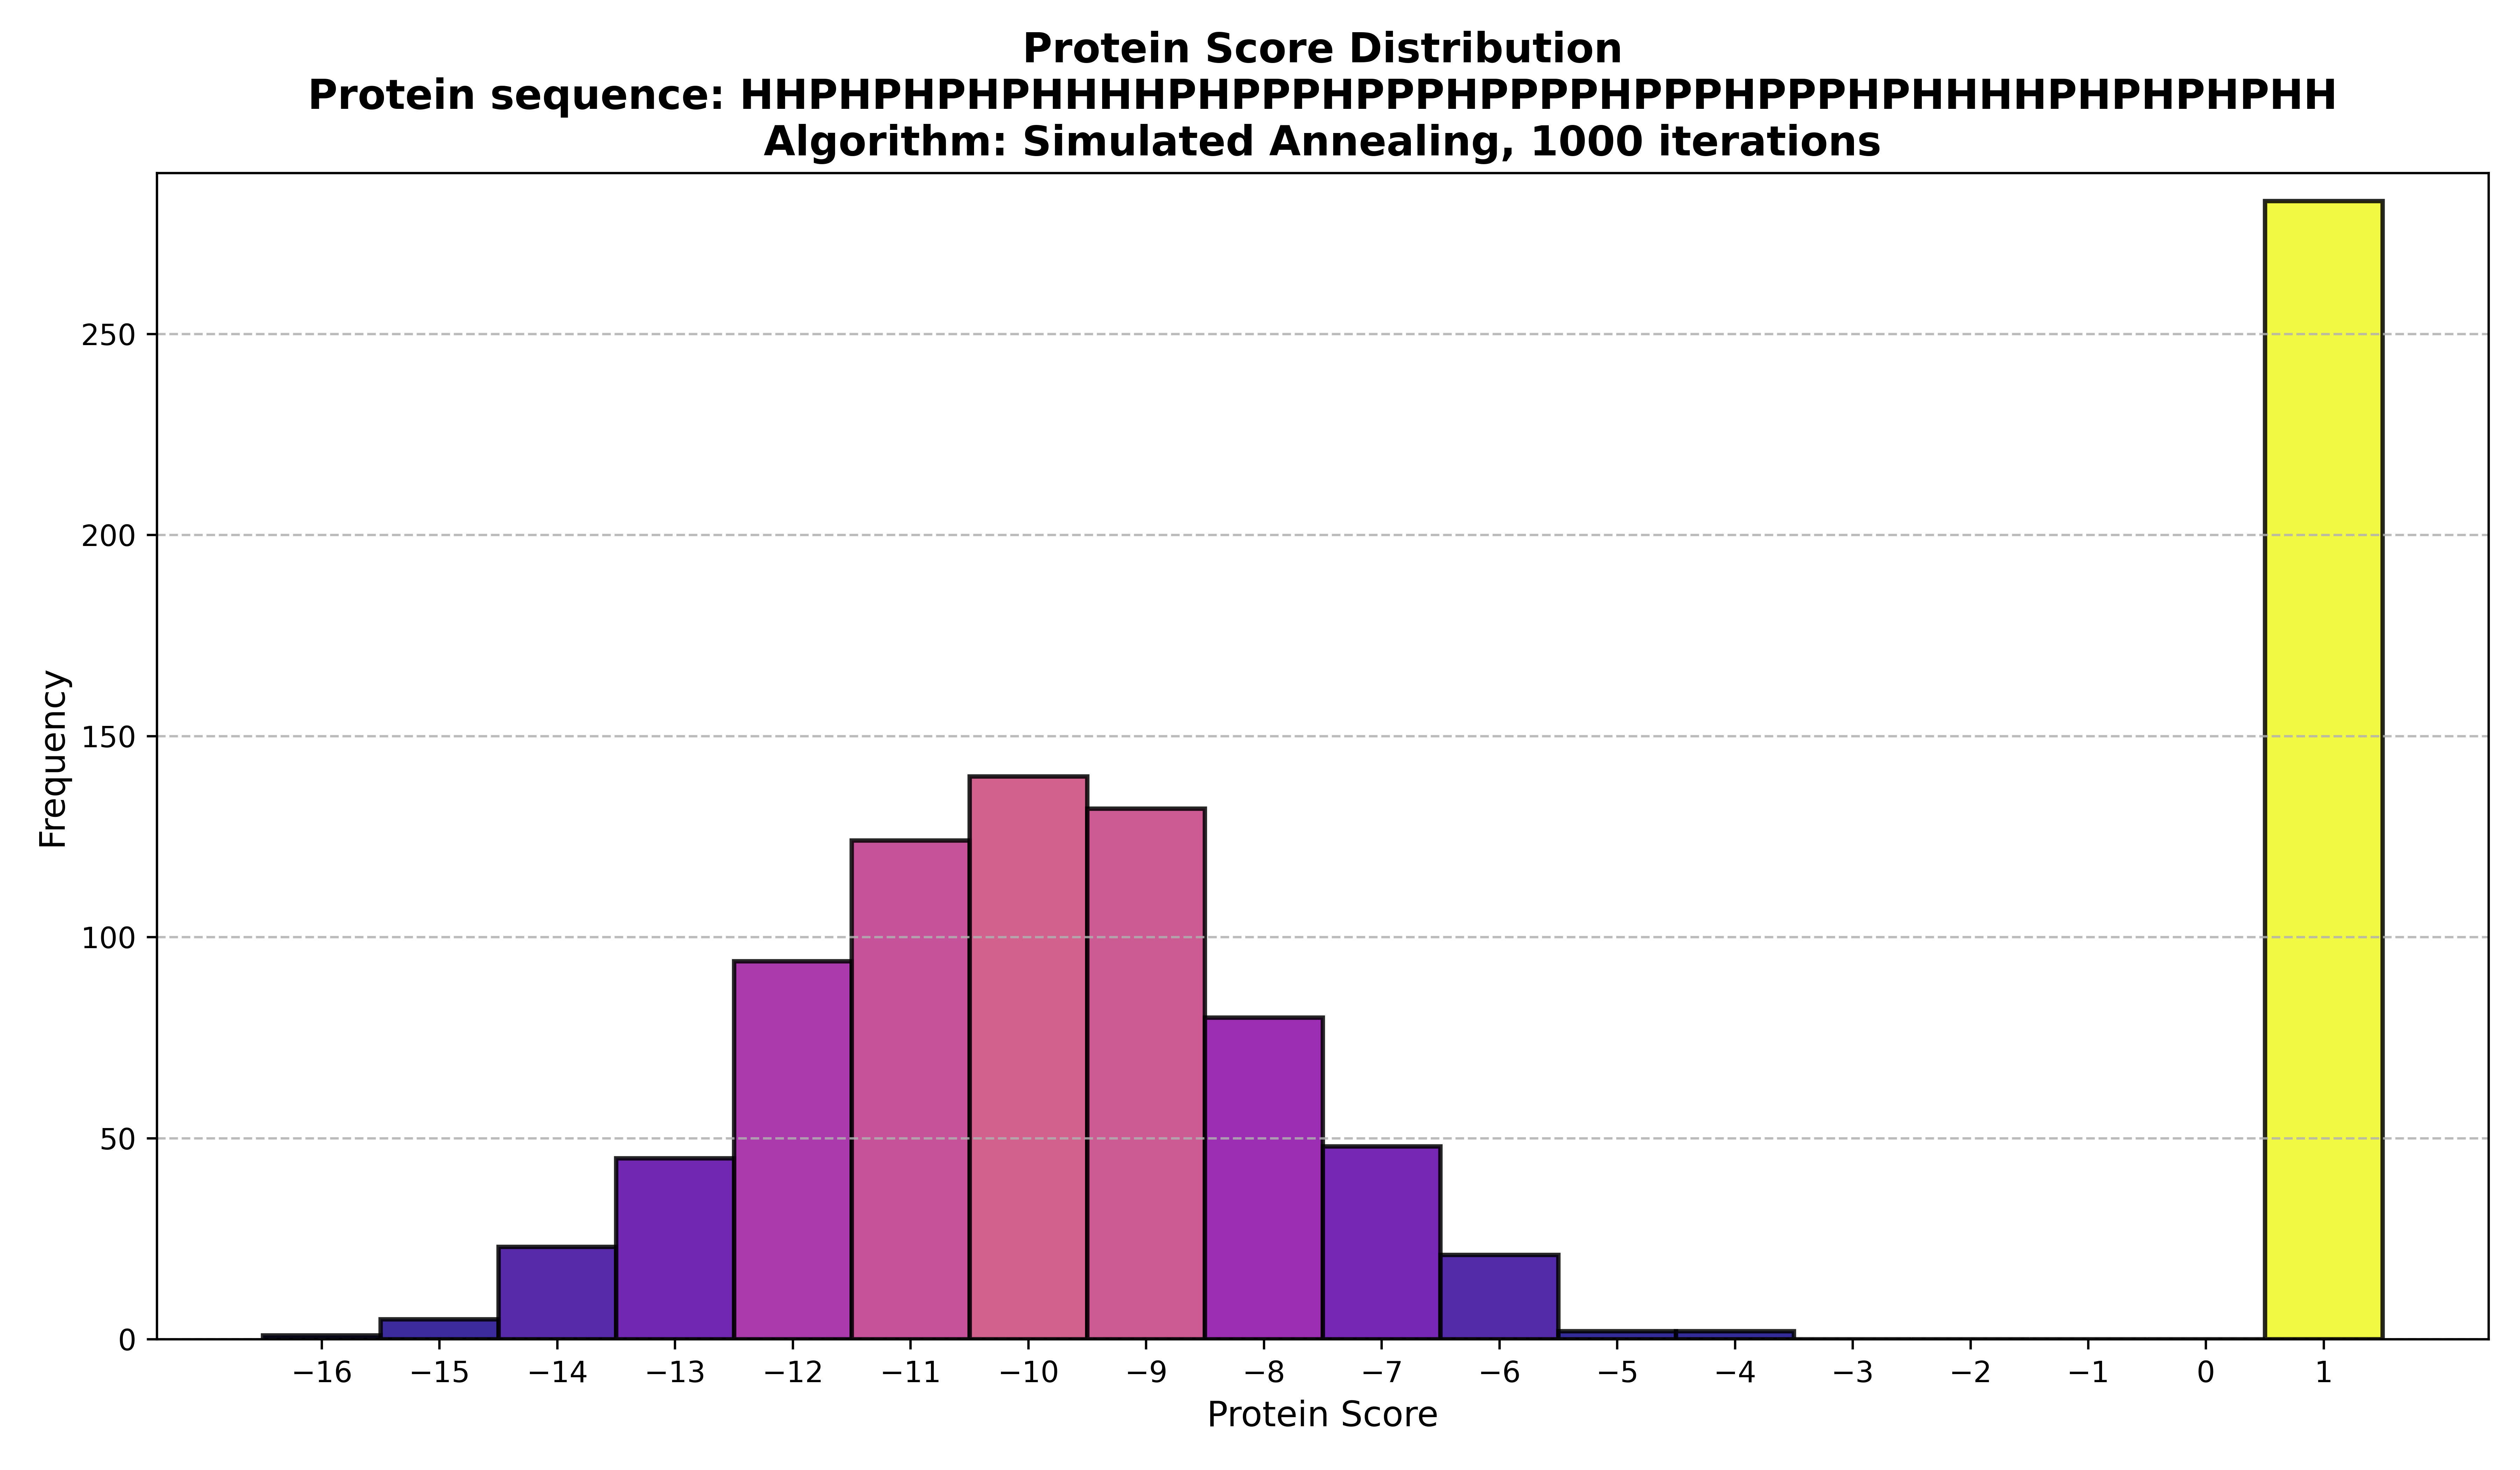 Protein Score Distribution
Protein sequence: HHPHPHPHPHHHHPHPPPHPPPHPPPPHPPPHPPPHPHHHHPHPHPHPHH
Algorithm: Simulated Annealing, 1000 iterations
250
200
150
100
50
0
Frequency
−16 −15 −14 −13 −12 −11 −10 −9 −8 −7 −6 −5 −4 −3 −2 −1 0 1
Protein Score